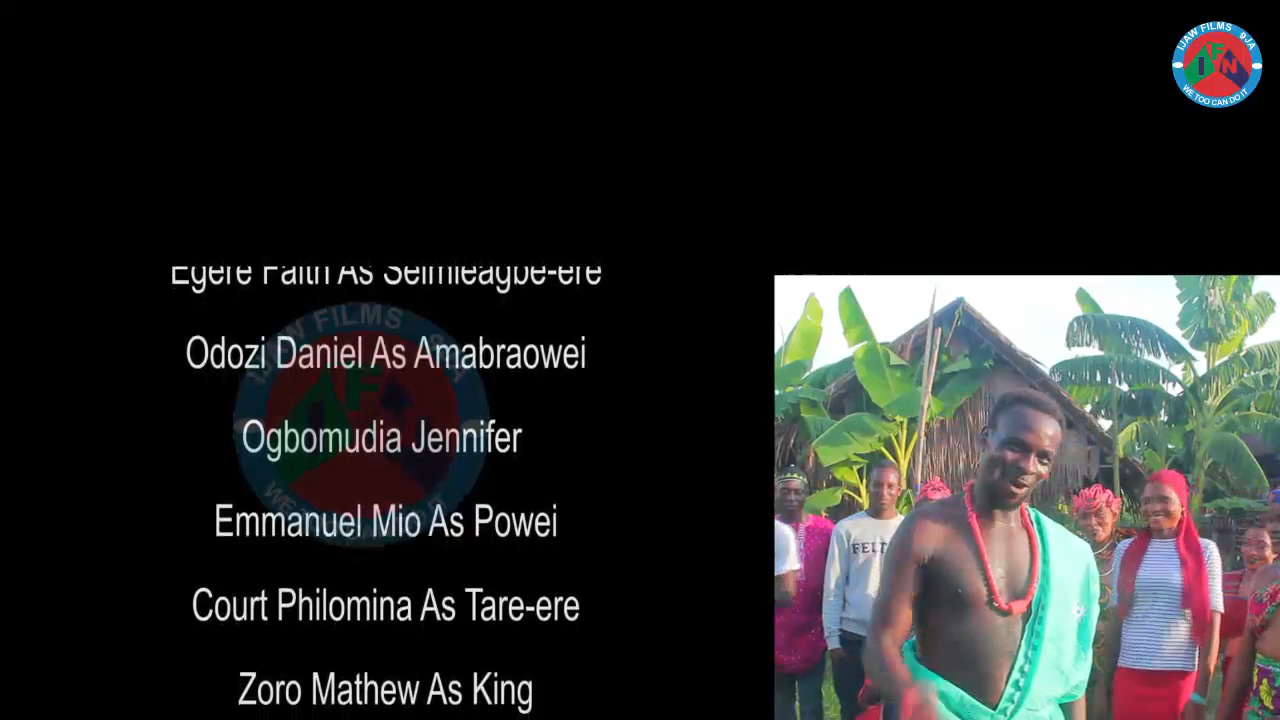 IJAW FILMS 9JA
IFN
WE TOO CAN DO IT
Egere Faith As Seimieagbe-ere
Odozi Daniel As Amabraowei
Ogbomudia Jennifer
Emmanuel Mio As Powei
Court Philomina As Tare-ere
Zoro Mathew As King